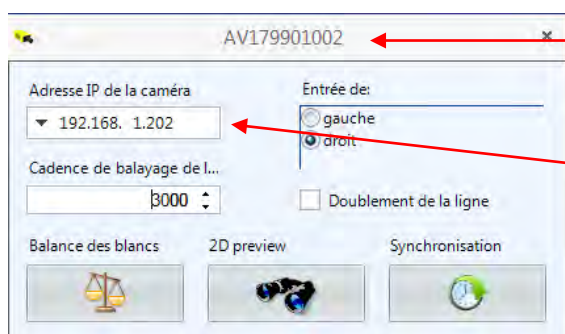 AV179901002
Adresse IP de la caméra
192.168. 1.202
Entrée de:
gauche
droit
Cadence de balayage de l...
3000
Doublement de la ligne
Balance des blancs
2D preview
Synchronisation